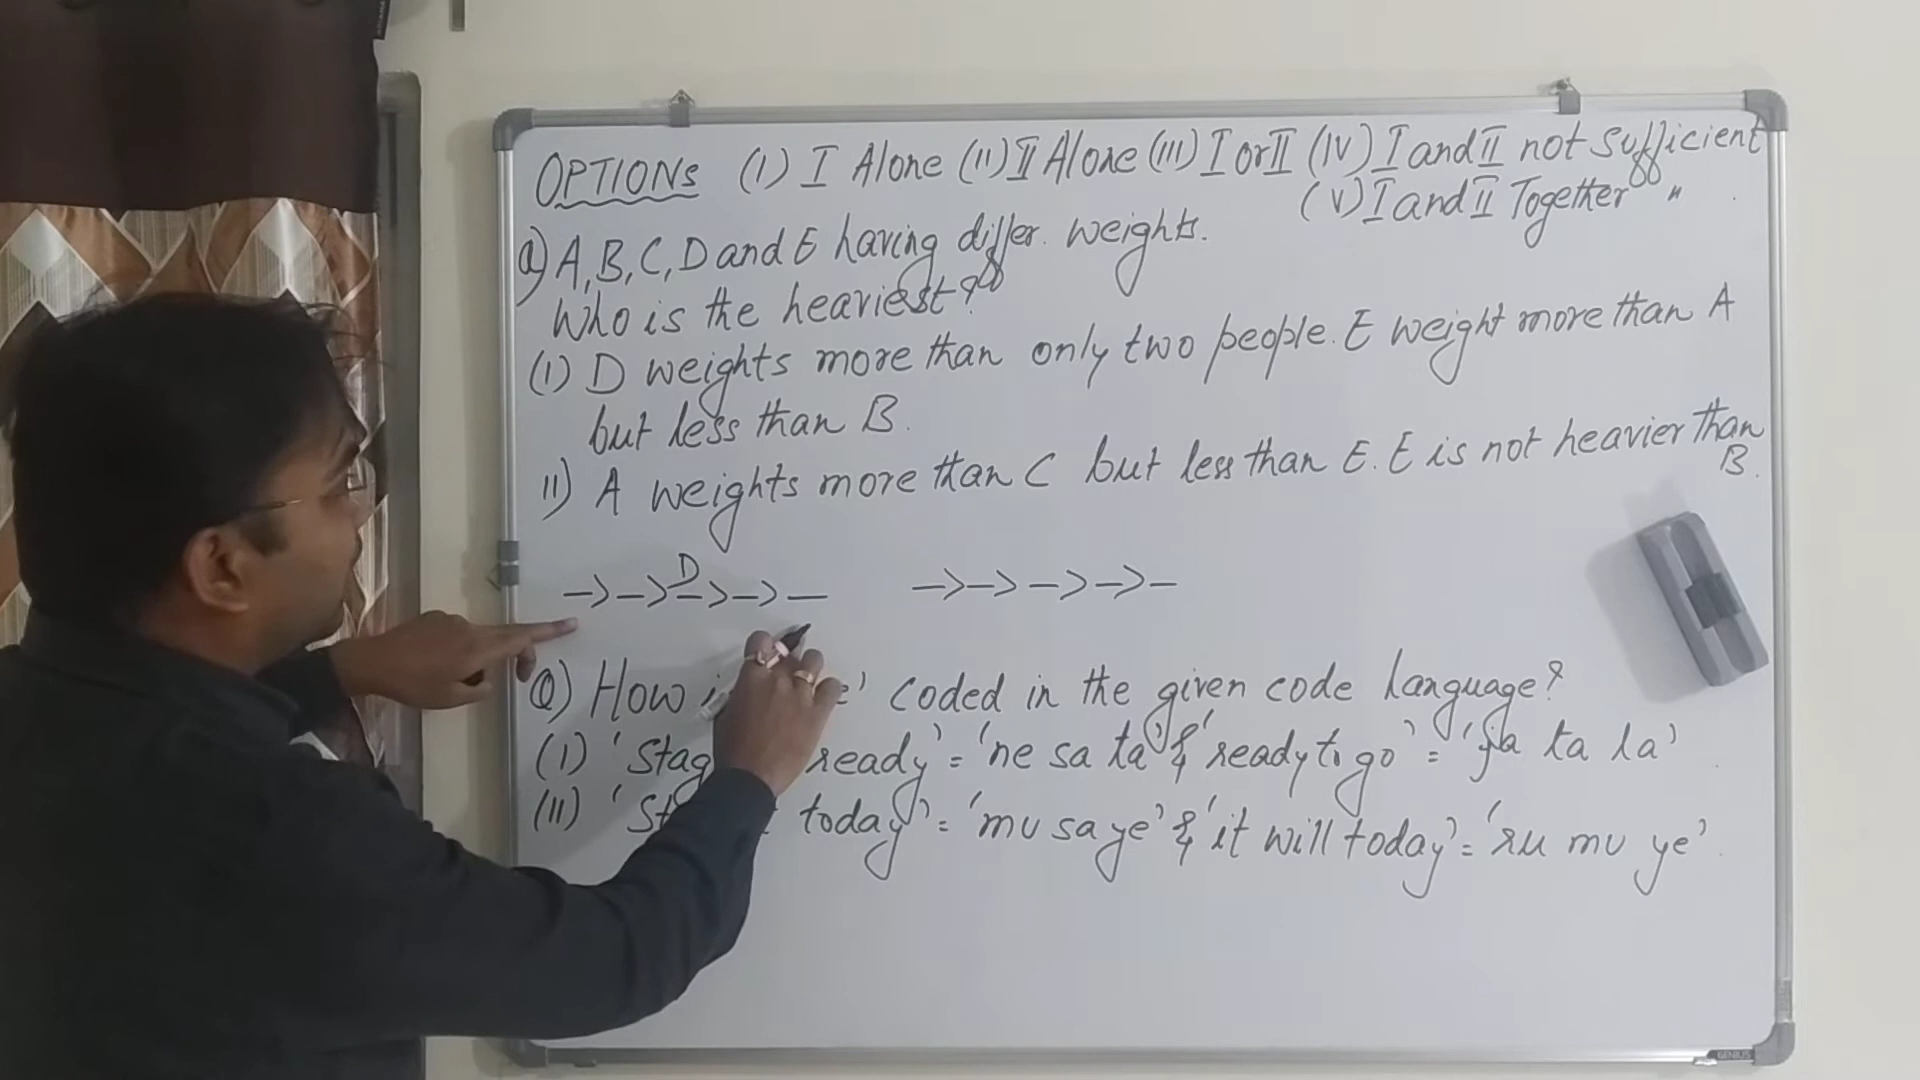 OPTIONS (I) I Alone (II) II Alone (III) I or II (IV) I and II not sufficient
(V) I and II Together "
Q) A, B, C, D and E having differ. weights.
Who is the heaviest?
(I) D weights more than only two people. E weight more than A
but less than B.
II) A weights more than C but less than E. E is not heavier than
B.
D
_>_>_>_>_ _>_>_>_>_
Q) How coded in the given code language?
(I) 'Stag ready' = 'ne sa ta' & 'ready to go' = 'ja ta la'
(II) 'St today' = 'mu sa ye' & 'it will today' = 'ru mu ye'
GENIUS